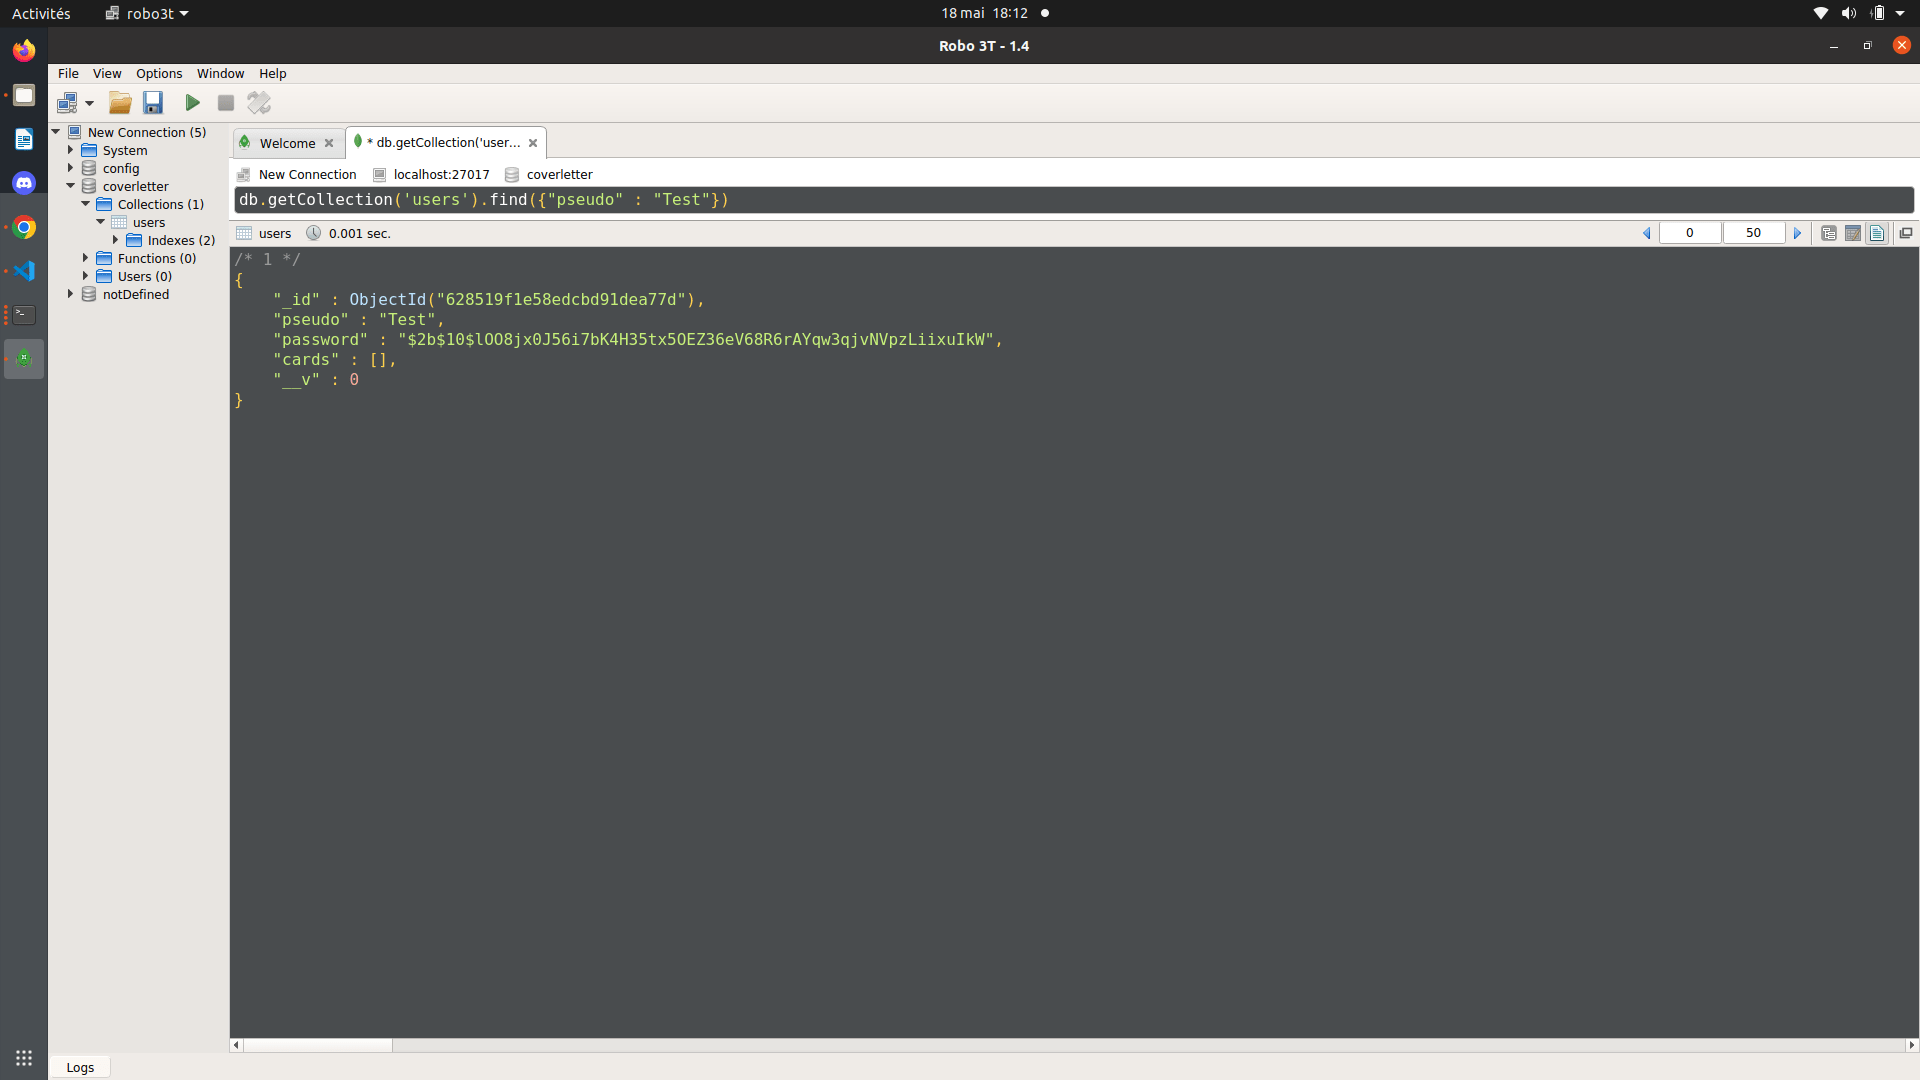 Activités
robo3t
18 mai 18:12
Robo 3T - 1.4
File View Options Window Help
New Connection (5)
System
config
coverletter
Collections (1)
users
Indexes (2)
Functions (0)
Users (0)
notDefined
Welcome
* db.getCollection('user...
New Connection localhost:27017 coverletter
db.getCollection('users').find({"pseudo" : "Test"})
users 0.001 sec.
0 50
/* 1 */
{
"_id" : ObjectId("628519f1e58edcbd91dea77d"),
"pseudo" : "Test",
"password" : "$2b$10$lOO8jx0J56i7bK4H35tx5OEZ36eV68R6rAYqw3qjvNVpzLiixuIkW",
"cards" : [],
"__v" : 0
}
Logs